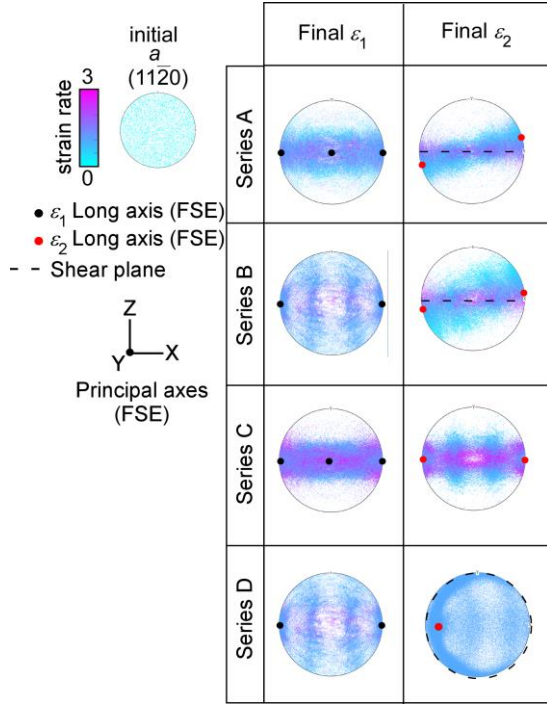 initial
a
(112̄0)
strain rate
3
0
ε1 Long axis (FSE)
ε2 Long axis (FSE)
Shear plane
Z
Y
X
Principal axes
(FSE)
Final ε1
Final ε2
Series A
Series B
Series C
Series D